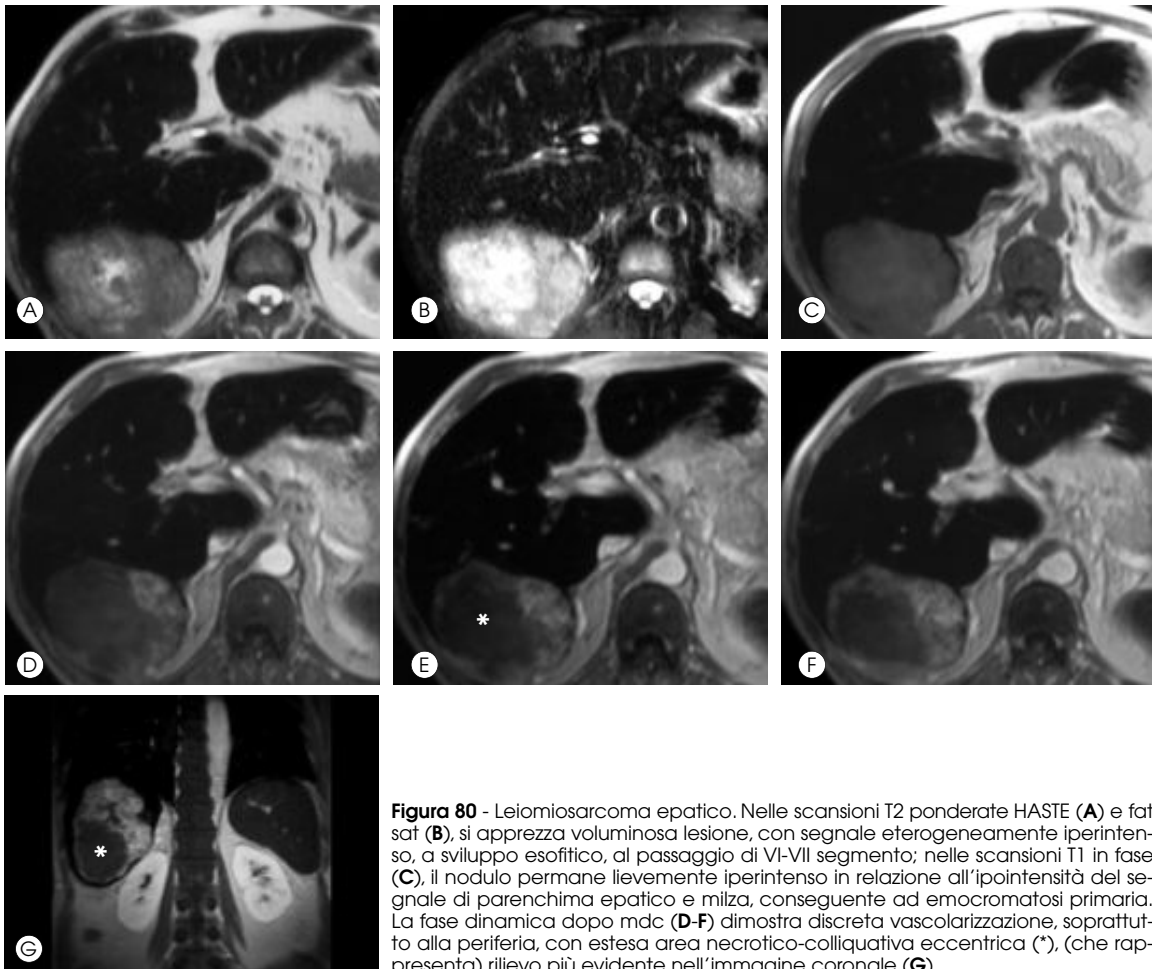 A
B
C
D
*
E
F
*
G
Figura 80 - Leiomiosarcoma epatico. Nelle scansioni T2 ponderate HASTE (A) e fat
sat (B), si apprezza voluminosa lesione, con segnale eterogeneamente iperinten-
so, a sviluppo esofitico, al passaggio di VI-VII segmento; nelle scansioni T1 in fase
(C), il nodulo permane lievemente iperintenso in relazione all'ipointensità del se-
gnale di parenchima epatico e milza, conseguente ad emocromatosi primaria.
La fase dinamica dopo mdc (D-F) dimostra discreta vascolarizzazione, soprattut-
to alla periferia, con estesa area necrotico-colliquativa eccentrica (*), (che rap-
presenta) rilievo più evidente nell'immagine coronale (G).